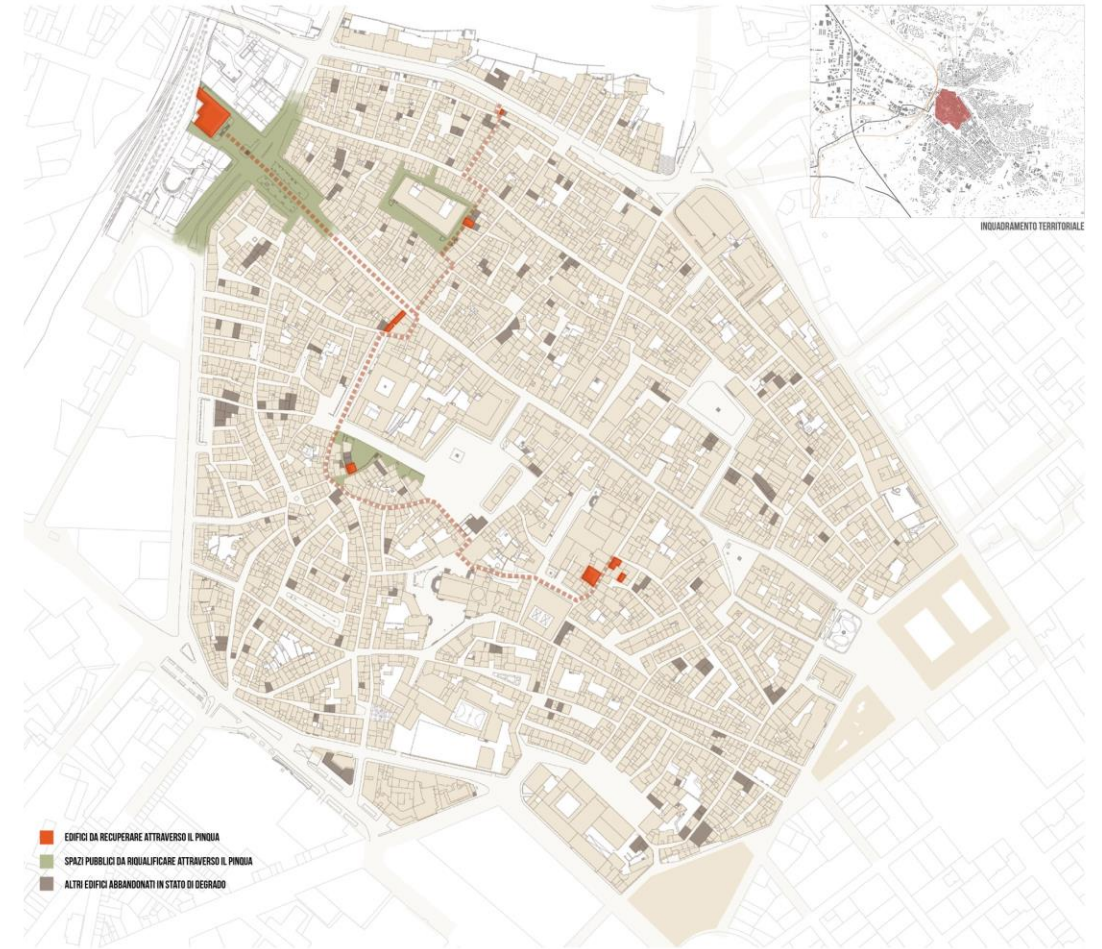 INQUADRAMENTO TERRITORIALE
EDIFICI DA RECUPERARE ATTRAVERSO IL PINQUA
SPAZI PUBBLICI DA RIQUALIFICARE ATTRAVERSO IL PINQUA
ALTRI EDIFICI ABBANDONATI IN STATO DI DEGRADO